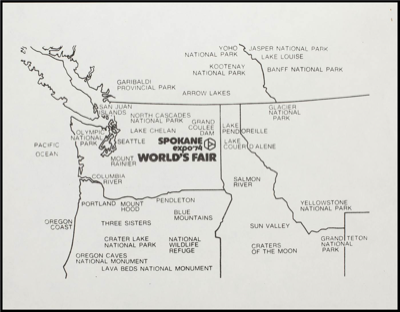 YOHO
NATIONAL PARK
JASPER NATIONAL PARK
LAKE LOUISE
KOOTENAY
NATIONAL PARK
BANFF NATIONAL PARK
GARIBALDI
PROVINCIAL PARK
ARROW LAKES
SAN JUAN
ISLANDS
NORTH CASCADES
NATIONAL PARK
GLACIER
NATIONAL PARK
GRAND
COULEE
DAM
LAKE
PEND OREILLE
OLYMPIC
NATIONAL
PARK
LAKE CHELAN
SEATTLE
SPOKANE
expo'74
WORLD'S FAIR
LAKE
COUER D'ALENE
PACIFIC
OCEAN
MOUNT
RAINIER
COLUMBIA
RIVER
SALMON
RIVER
PORTLAND
MOUNT
HOOD
PENDLETON
YELLOWSTONE
NATIONAL PARK
OREGON
COAST
THREE SISTERS
BLUE
MOUNTAINS
SUN VALLEY
CRATER LAKE
NATIONAL PARK
NATIONAL
WILDLIFE
REFUGE
CRATERS
OF THE MOON
GRAND TETON
NATIONAL
PARK
OREGON CAVES
NATIONAL MONUMENT
LAVA BEDS NATIONAL MONUMENT